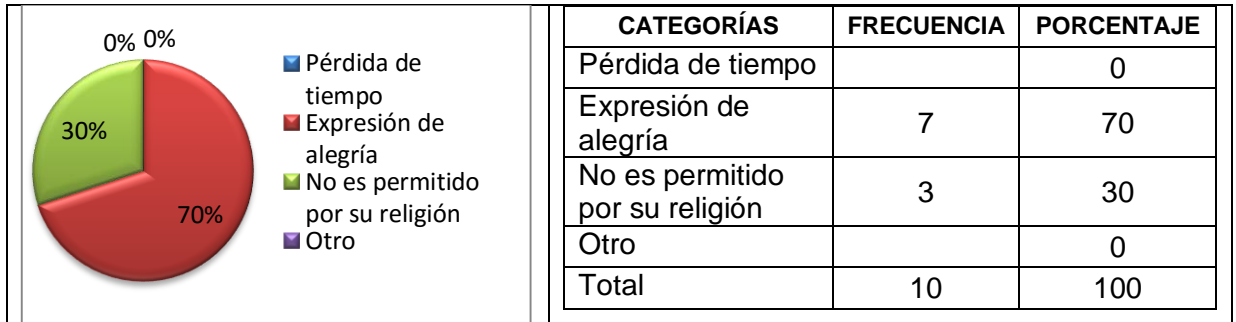 0% 0%
30%
70%
Pérdida de
tiempo
Expresión de
alegría
No es permitido
por su religión
Otro
CATEGORÍAS FRECUENCIA PORCENTAJE
Pérdida de tiempo 0
Expresión de
alegría 7 70
No es permitido
por su religión 3 30
Otro 0
Total 10 100